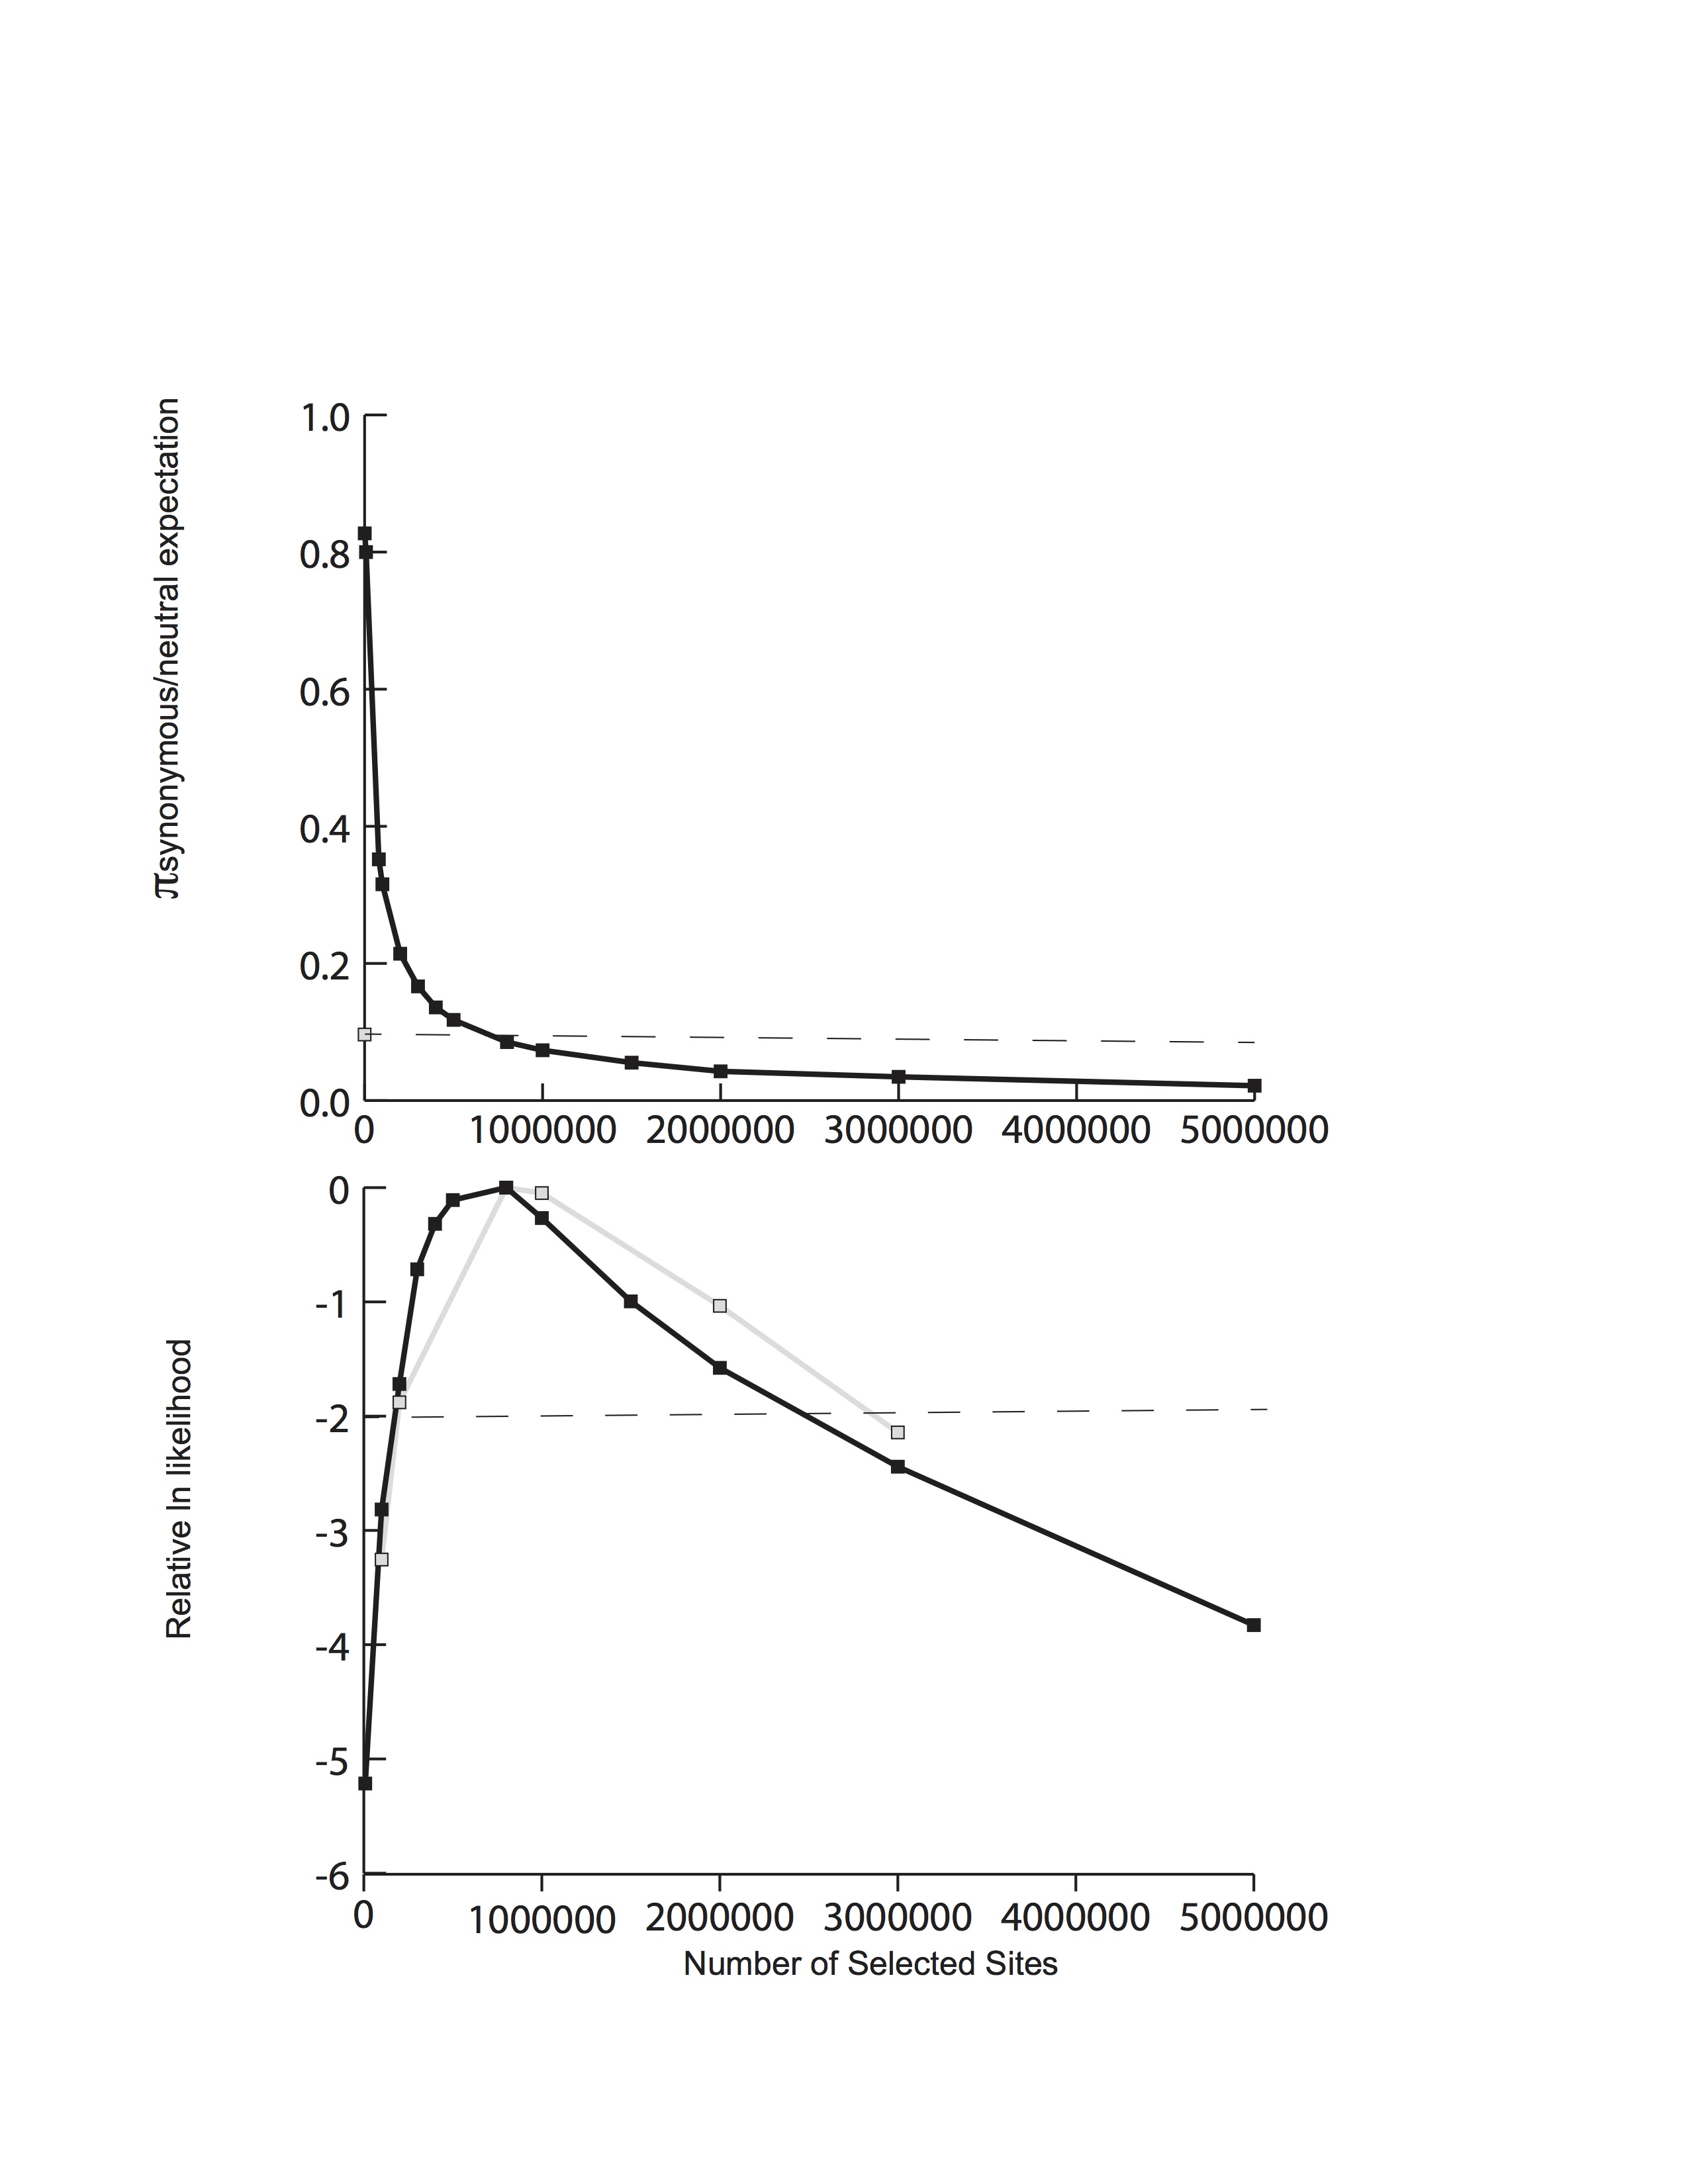 πsynonymous/neutral expectation
1.0
0.8
0.6
0.4
0.2
0.0
0 1000000 2000000 3000000 4000000 5000000
Relative ln likelihood
0
-1
-2
-3
-4
-5
-6
0 1000000 2000000 3000000 4000000 5000000
Number of Selected Sites